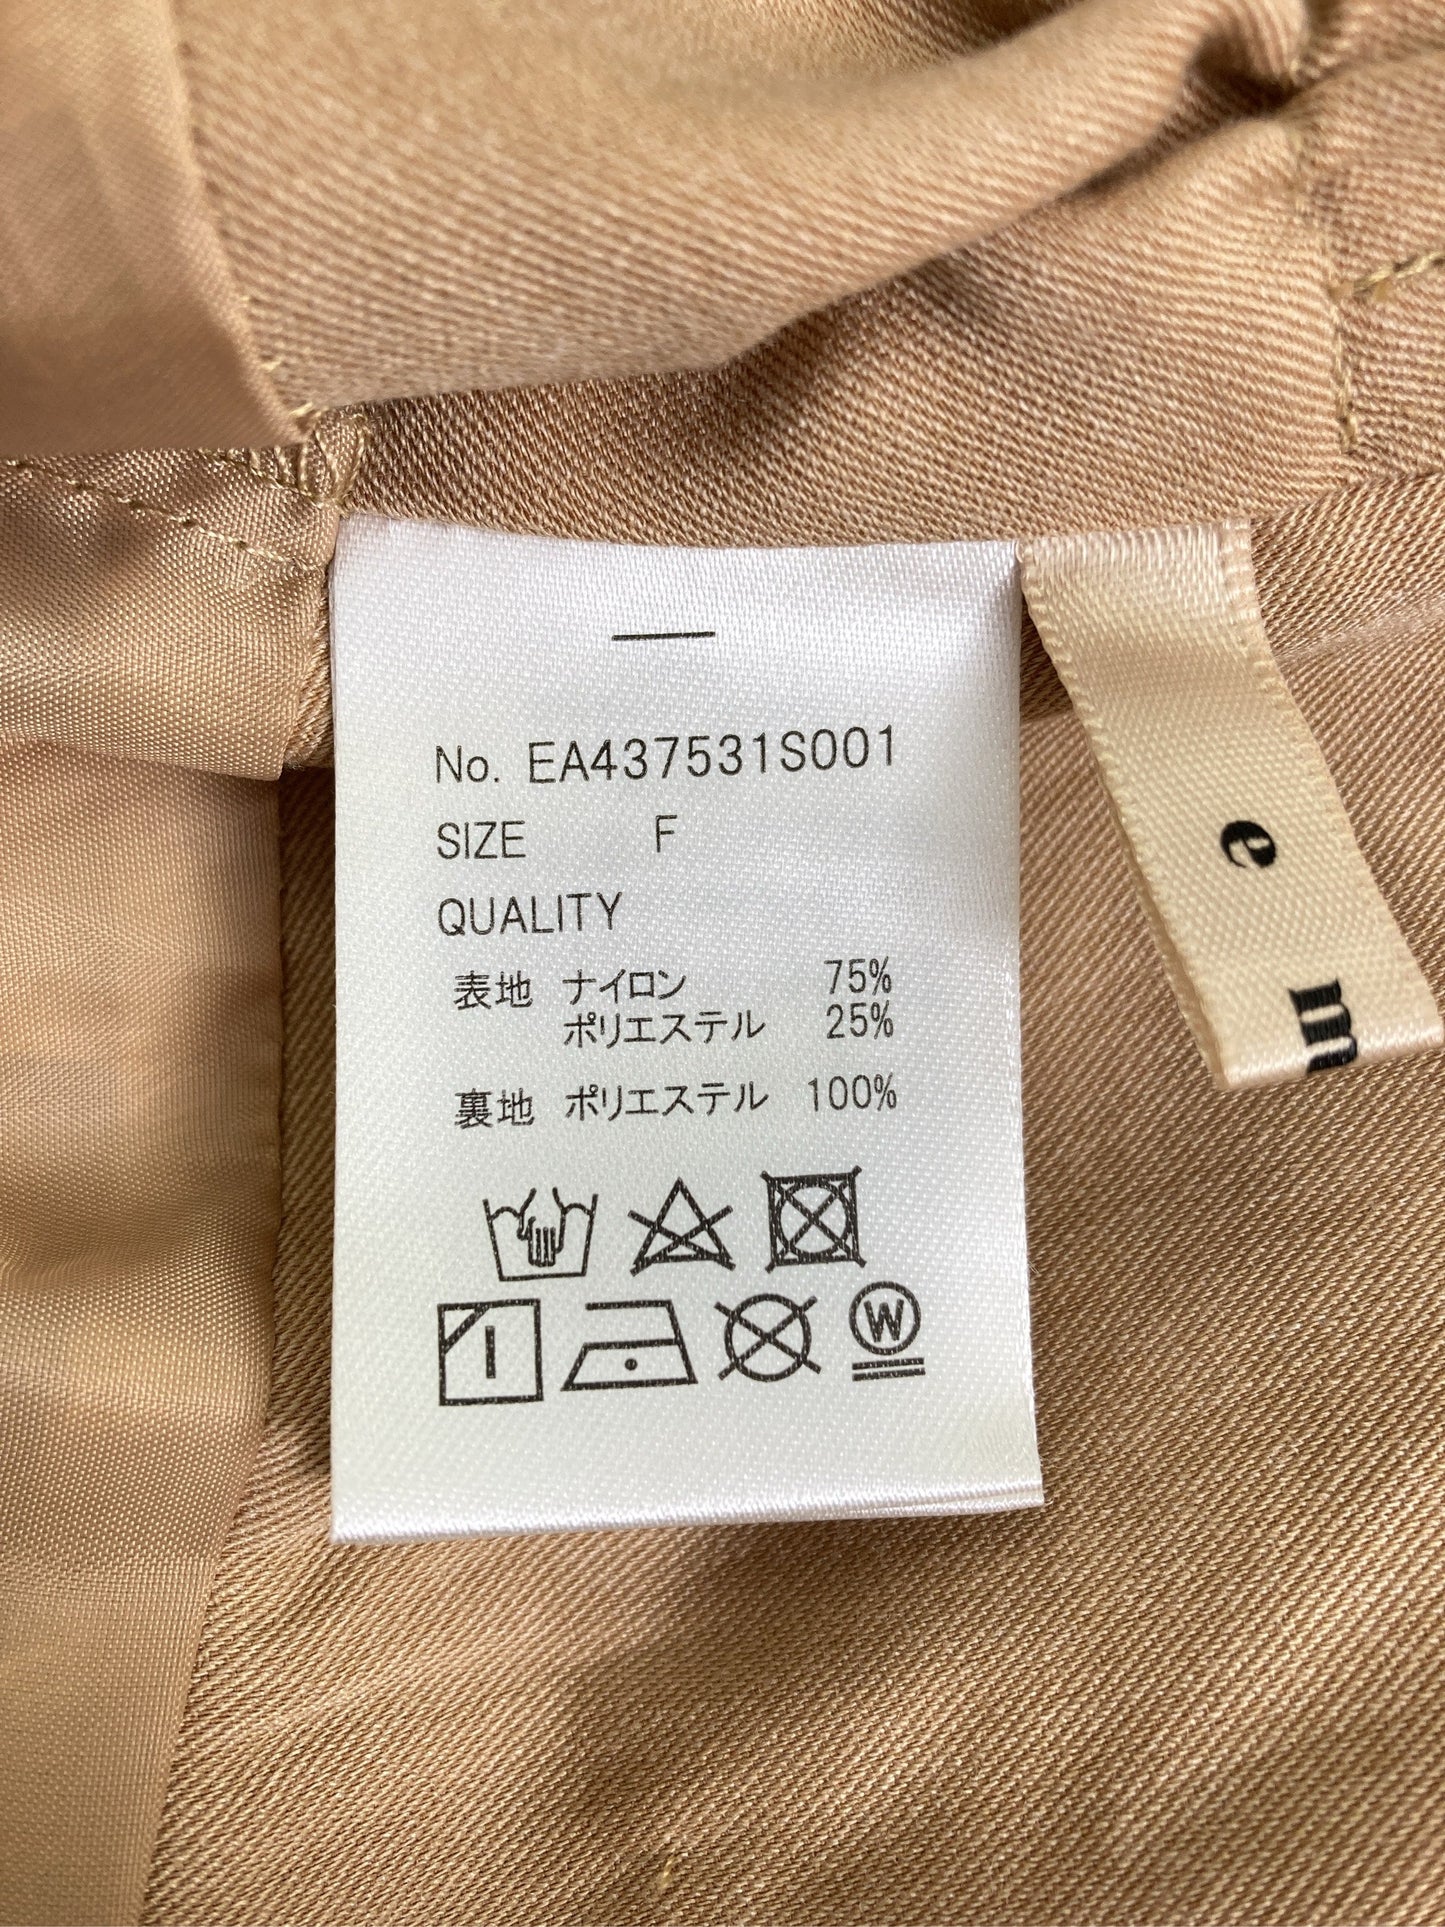 No. EA437531S001
SIZE F
QUALITY
表地 ナイロン 75%
ポリエステル 25%
裏地 ポリエステル 100%
W
e m